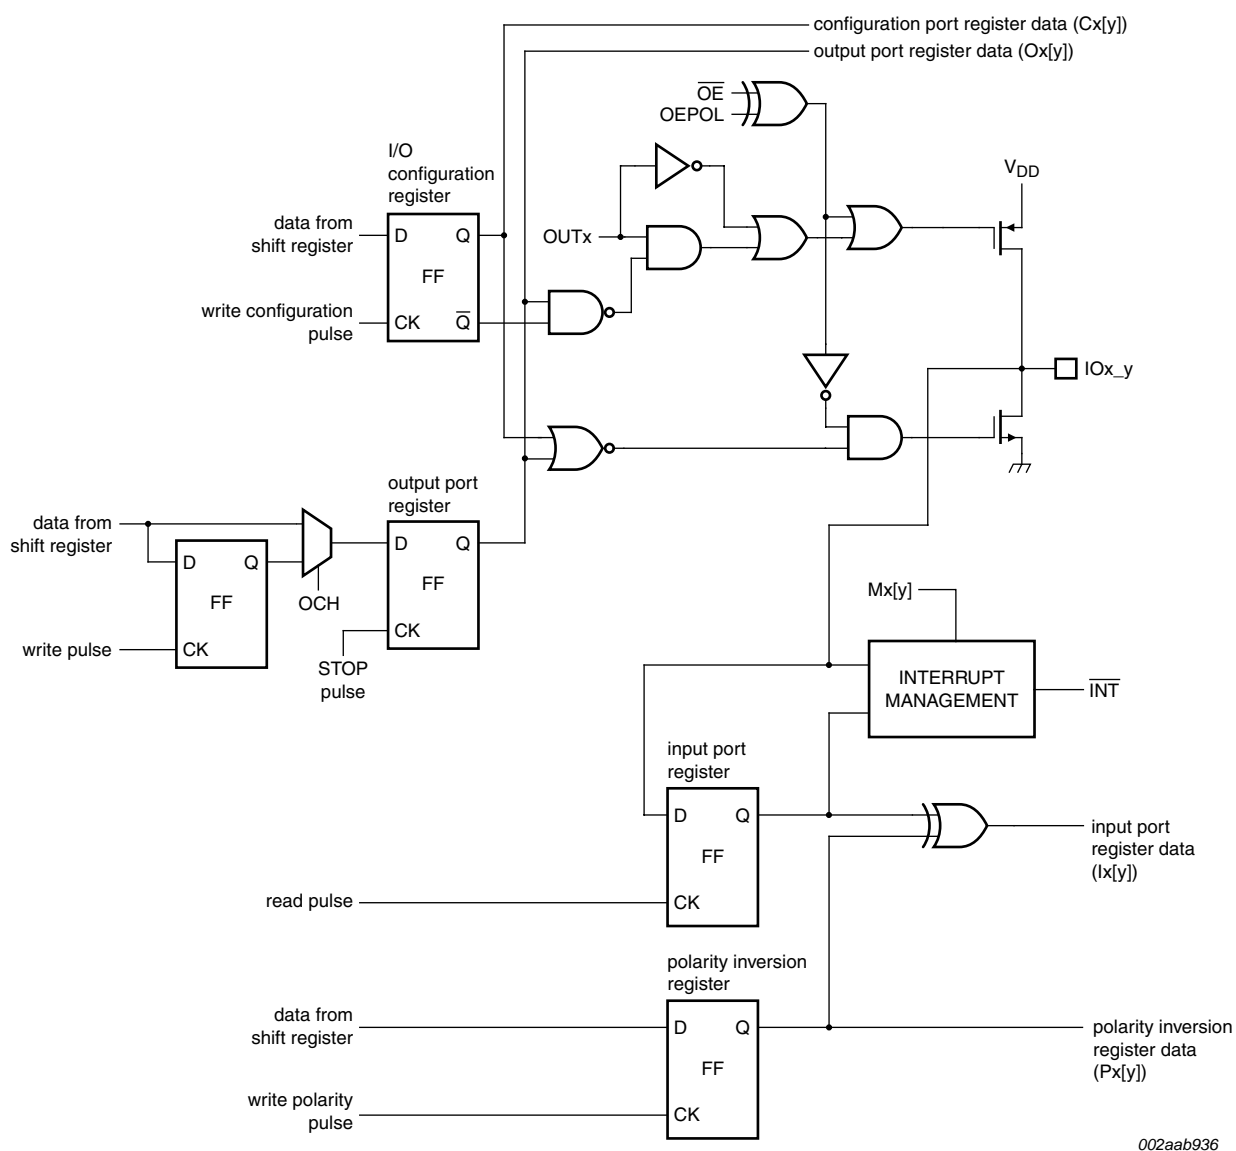 configuration port register data (Cx[y])
output port register data (Ox[y])
OE
OEPOL
I/O
configuration
register
VDD
data from
shift register
D
Q
OUTx
FF
write configuration
pulse
CK
Q
IOx_y
output port
register
data from
shift register
D
Q
D
Q
FF
FF
OCH
Mx[y]
CK
write pulse
CK
STOP
pulse
INTERRUPT
MANAGEMENT
INT
input port
register
D
Q
input port
register data
(Ix[y])
FF
read pulse
CK
polarity inversion
register
data from
shift register
D
Q
polarity inversion
register data
(Px[y])
FF
write polarity
pulse
CK
002aab936